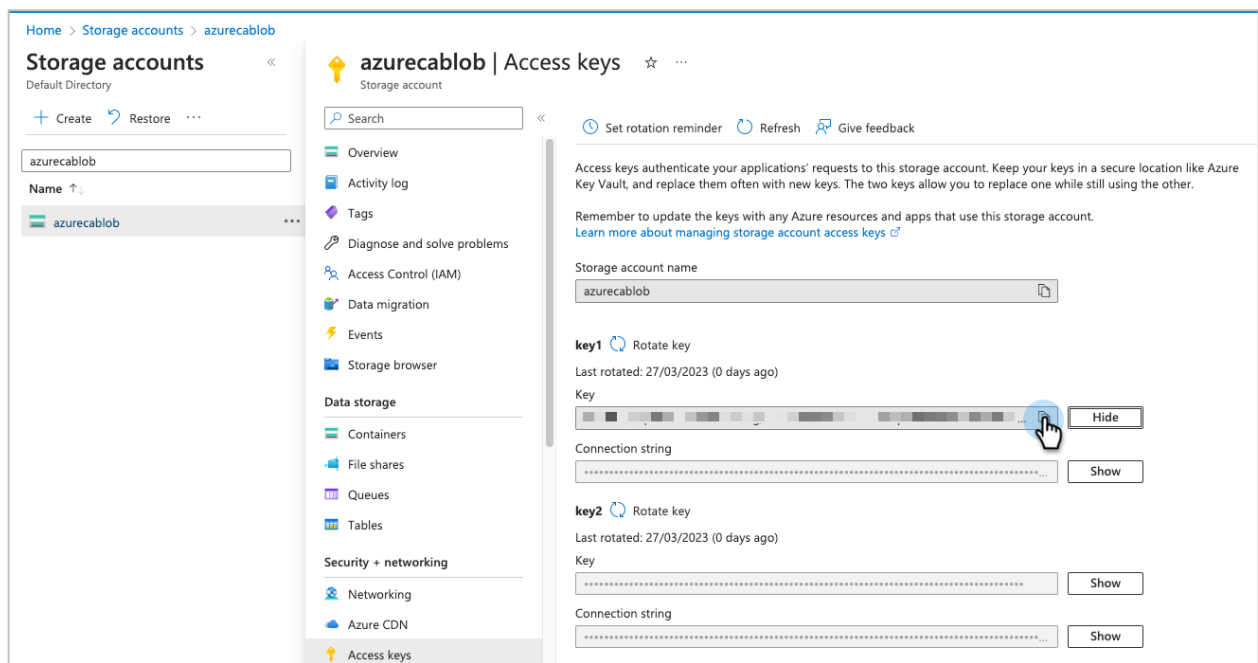 Home > Storage accounts > azurecablob
Storage accounts «
Default Directory
+ Create Restore ...
azurecablob
Name ↑↓
azurecablob ...
azurecablob | Access keys ☆ ...
Storage account
Search «
Overview
Activity log
Tags
Diagnose and solve problems
Access Control (IAM)
Data migration
Events
Storage browser
Data storage
Containers
File shares
Queues
Tables
Security + networking
Networking
Azure CDN
Access keys
Set rotation reminder Refresh Give feedback
Access keys authenticate your applications' requests to this storage account. Keep your keys in a secure location like Azure
Key Vault, and replace them often with new keys. The two keys allow you to replace one while still using the other.
Remember to update the keys with any Azure resources and apps that use this storage account.
Learn more about managing storage account access keys
Storage account name
azurecablob
key1 Rotate key
Last rotated: 27/03/2023 (0 days ago)
Key
Hide
Connection string
Show
key2 Rotate key
Last rotated: 27/03/2023 (0 days ago)
Key
Show
Connection string
Show